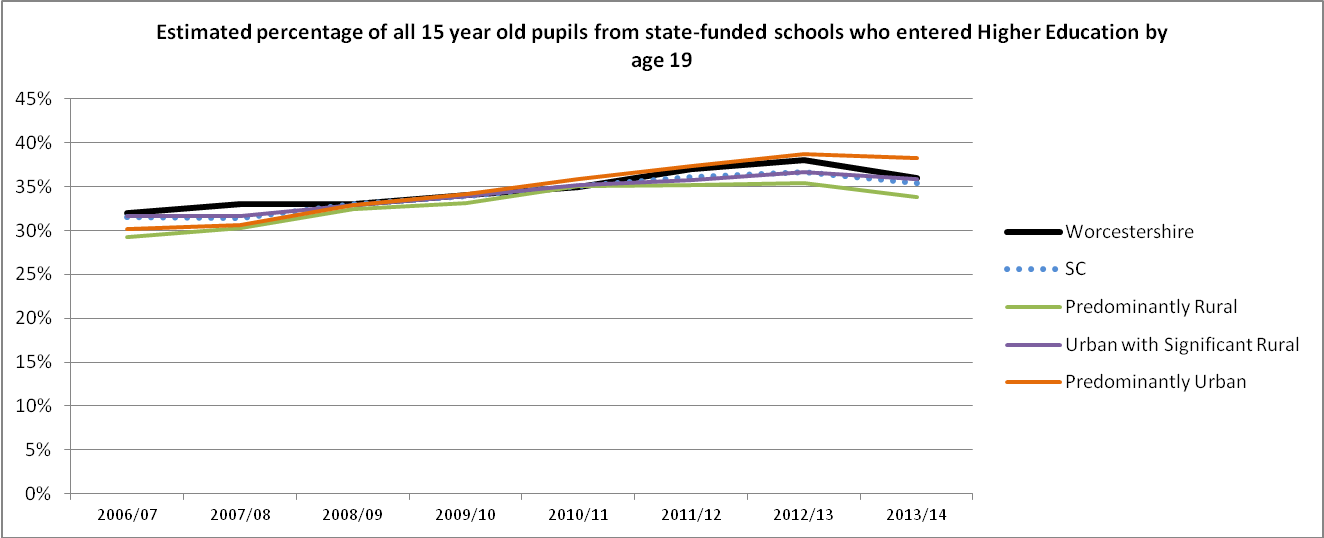 Estimated percentage of all 15 year old pupils from state-funded schools who entered Higher Education by
age 19
45%
40%
35%
30%
25%
20%
15%
10%
5%
0%
2006/07 2007/08 2008/09 2009/10 2010/11 2011/12 2012/13 2013/14
Worcestershire
SC
Predominantly Rural
Urban with Significant Rural
Predominantly Urban